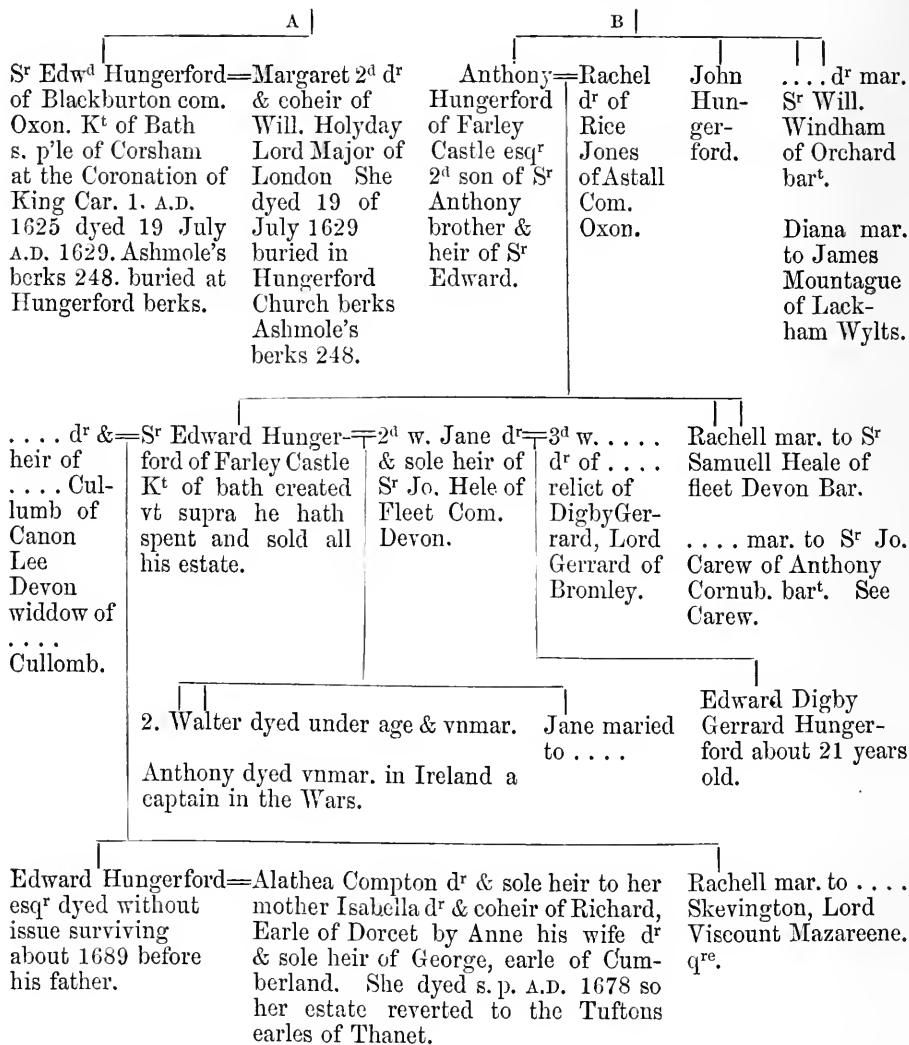 A
B
Sʳ Edwᵈ Hungerford=Margaret 2ᵈ dʳ
of Blackburton com.
Oxon. Kᵗ of Bath
s. p'le of Corsham
at the Coronation of
King Car. 1. A.D.
1625 dyed 19 July
A.D. 1629. Ashmole's
berks 248. buried at
Hungerford berks.
& coheir of
Will. Holyday
Lord Major of
London She
dyed 19 of
July 1629
buried in
Hungerford
Church berks
Ashmole's
berks 248.
Anthony=Rachel
Hungerford
of Farley
Castle esqʳ
2ᵈ son of Sʳ
Anthony
brother &
heir of Sʳ
Edward.
dʳ of
Rice
Jones
of Astall
Com.
Oxon.
John
Hun-
ger-
ford.
. . . . dʳ mar.
Sʳ Will.
Windham
of Orchard
barᵗ.
Diana mar.
to James
Mountague
of Lack-
ham Wylts.
. . . . dʳ &=Sʳ Edward Hunger-=2ᵈ w. Jane dʳ=3ᵈ w. . . . . .
heir of
. . . . Cul-
lumb of
Canon
Lee
Devon
widdow of
. . . .
Cullomb.
ford of Farley Castle
Kᵗ of bath created
vt supra he hath
spent and sold all
his estate.
& sole heir of
Sʳ Jo. Hele of
Fleet Com.
Devon.
dʳ of . . . .
relict of
Digby Ger-
rard, Lord
Gerrard of
Bromley.
Rachell mar. to Sʳ
Samuell Heale of
fleet Devon Bar.
. . . . mar. to Sʳ Jo.
Carew of Anthony
Cornub. barᵗ. See
Carew.
2. Walter dyed under age & vnmar.
Anthony dyed vnmar. in Ireland a
captain in the Wars.
Jane maried
to . . . .
Edward Digby
Gerrard Hunger-
ford about 21 years
old.
Edward Hungerford=Alathea Compton dʳ & sole heir to her
esqʳ dyed without
issue surviving
about 1689 before
his father.
mother Isabella dʳ & coheir of Richard,
Earle of Dorcet by Anne his wife dʳ
& sole heir of George, earle of Cum-
berland. She dyed s. p. A.D. 1678 so
her estate reverted to the Tuftons
earles of Thanet.
Rachell mar. to . . . .
Skevington, Lord
Viscount Mazareene.
qʳᵉ.